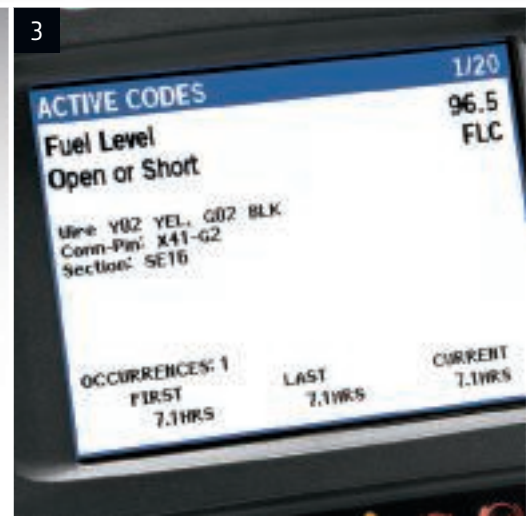 3
ACTIVE CODES 1/20
Fuel Level 96.5
Open or Short FLC
Wire Y02 YEL, G02 BLK
Conn-Pin: X41-G2
Section: SE16
OCCURRENCES: 1
FIRST LAST CURRENT
7.1HRS 7.1HRS 7.1HRS